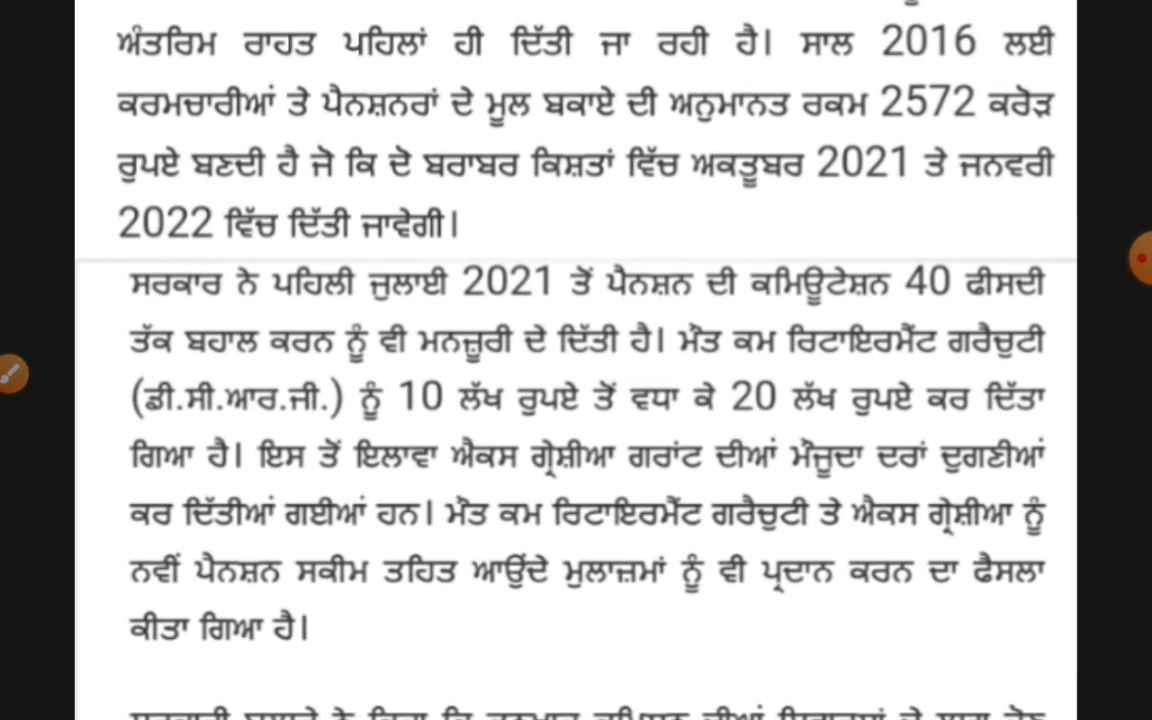 ਅੰਤਰਿਮ ਰਾਹਤ ਪਹਿਲਾਂ ਹੀ ਦਿੱਤੀ ਜਾ ਰਹੀ ਹੈ। ਸਾਲ 2016 ਲਈ
ਕਰਮਚਾਰੀਆਂ ਤੇ ਪੈਨਸ਼ਨਰਾਂ ਦੇ ਮੂਲ ਬਕਾਏ ਦੀ ਅਨੁਮਾਨਤ ਰਕਮ 2572 ਕਰੋੜ
ਰੁਪਏ ਬਣਦੀ ਹੈ ਜੋ ਕਿ ਦੋ ਬਰਾਬਰ ਕਿਸ਼ਤਾਂ ਵਿੱਚ ਅਕਤੂਬਰ 2021 ਤੇ ਜਨਵਰੀ
2022 ਵਿੱਚ ਦਿੱਤੀ ਜਾਵੇਗੀ।
ਸਰਕਾਰ ਨੇ ਪਹਿਲੀ ਜੁਲਾਈ 2021 ਤੋਂ ਪੈਨਸ਼ਨ ਦੀ ਕਮਿਊਟੇਸ਼ਨ 40 ਫੀਸਦੀ
ਤੱਕ ਬਹਾਲ ਕਰਨ ਨੂੰ ਵੀ ਮਨਜ਼ੂਰੀ ਦੇ ਦਿੱਤੀ ਹੈ। ਮੌਤ ਕਮ ਰਿਟਾਇਰਮੈਂਟ ਗਰੈਚੁਟੀ
(ਡੀ.ਸੀ.ਆਰ.ਜੀ.) ਨੂੰ 10 ਲੱਖ ਰੁਪਏ ਤੋਂ ਵਧਾ ਕੇ 20 ਲੱਖ ਰੁਪਏ ਕਰ ਦਿੱਤਾ
ਗਿਆ ਹੈ। ਇਸ ਤੋਂ ਇਲਾਵਾ ਐਕਸ ਗ੍ਰੇਸ਼ੀਆ ਗਰਾਂਟ ਦੀਆਂ ਮੌਜੂਦਾ ਦਰਾਂ ਦੁਗਣੀਆਂ
ਕਰ ਦਿੱਤੀਆਂ ਗਈਆਂ ਹਨ। ਮੌਤ ਕਮ ਰਿਟਾਇਰਮੈਂਟ ਗਰੈਚੁਟੀ ਤੇ ਐਕਸ ਗ੍ਰੇਸ਼ੀਆ ਨੂੰ
ਨਵੀਂ ਪੈਨਸ਼ਨ ਸਕੀਮ ਤਹਿਤ ਆਉਂਦੇ ਮੁਲਾਜ਼ਮਾਂ ਨੂੰ ਵੀ ਪ੍ਰਦਾਨ ਕਰਨ ਦਾ ਫੈਸਲਾ
ਕੀਤਾ ਗਿਆ ਹੈ।